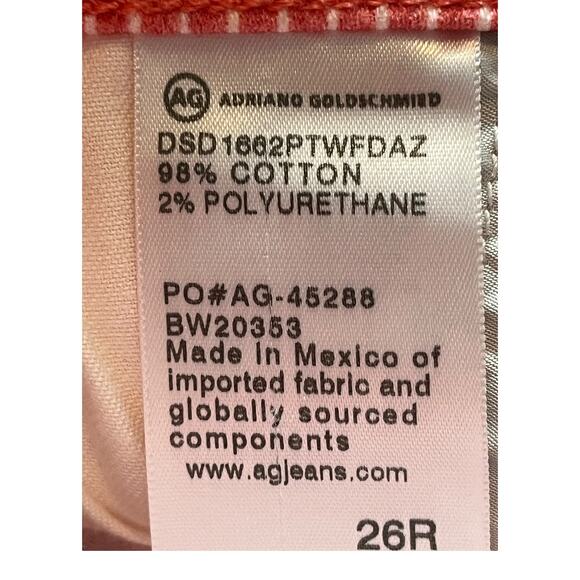 AG ADRIANO GOLDSCHMIED
DSD1662PTWFDAZ
98% COTTON
2% POLYURETHANE
PO#AG-45288
BW20353
Made in Mexico of
imported fabric and
globally sourced
components
www.agjeans.com
26R